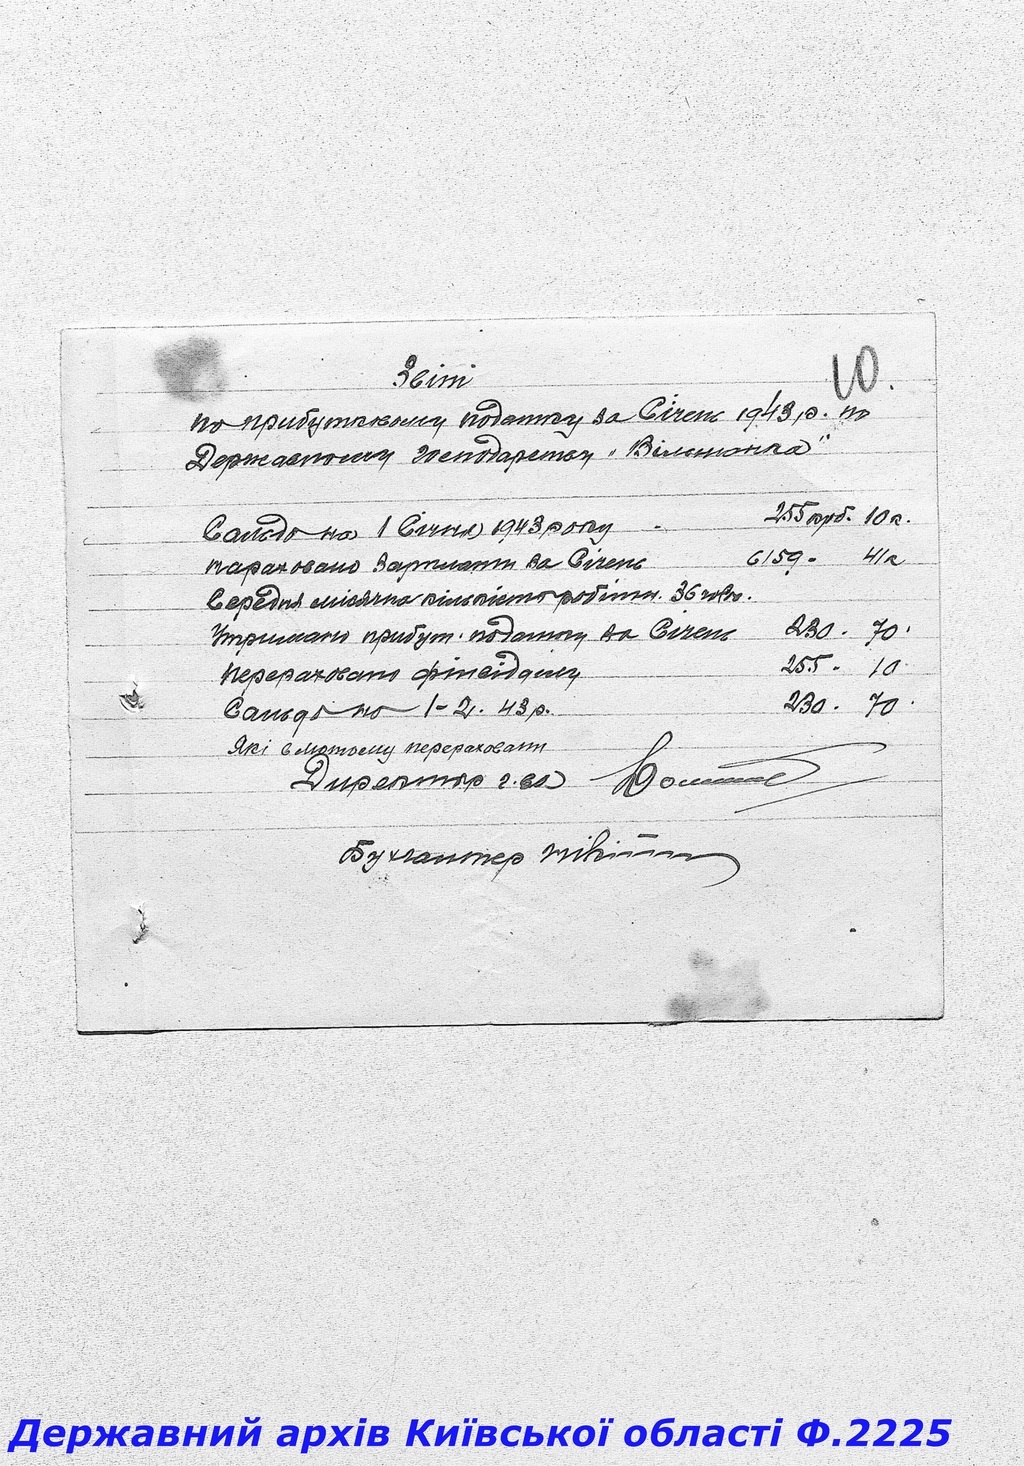 Звіт
10.
по прибутковому податку за Січень 1943 р. по
Державному господарству „Вільшанка"
Сальдо на 1 Січня 1943 року - 255 крб. 10 к.
нараховано Зарплати за Січень 6159 - 41 к
Середня місячна кількість робітн. 36 чол.
Утримано прибут. податку за Січень 230 - 70
Перераховано фінвідділу 255 - 10
Сальдо на 1-2. 43 р. 230 - 70
Які в лютому перераховані
Директор г-ва
Бухгалтер
Державний архів Київської області Ф.2225